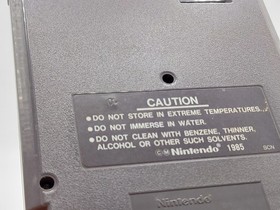 CAUTION
•DO NOT STORE IN EXTREME TEMPERATURES.
•DO NOT IMMERSE IN WATER.
•DO NOT CLEAN WITH BENZENE, THINNER,
ALCOHOL OR OTHER SUCH SOLVENTS.
©Ⓜ Nintendo® 1985 SCN
Nintendo